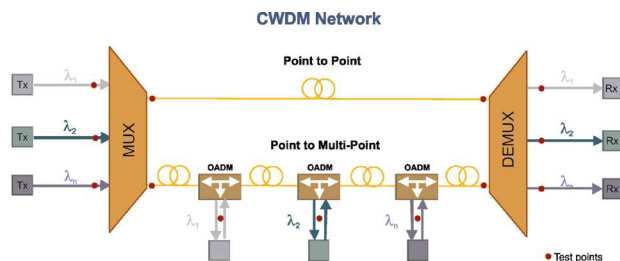 CWDM Network
Point to Point
Tx λ1 λ1 Rx
Tx λ2 MUX DEMUX λ2 Rx
Point to Multi-Point
OADM OADM OADM
Tx λn λn Rx
λ1 λ2 λn
Test points